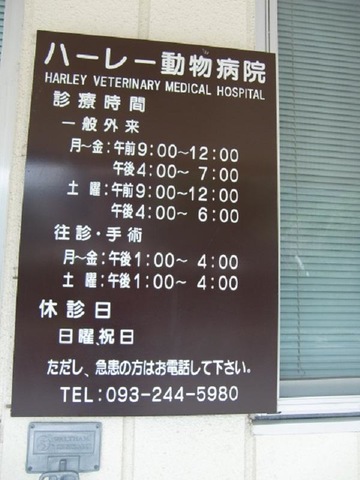 ハーレー動物病院
HARLEY VETERINARY MEDICAL HOSPITAL
診療時間
一般外来
月〜金:午前9:00〜12:00
午後4:00〜 7:00
土 曜:午前9:00〜12:00
午後4:00〜 6:00
往診・手術
月〜金:午後1:00〜 4:00
土 曜:午後1:00〜 4:00
休診日
日曜祝日
ただし、急患の方はお電話して下さい。
TEL:093-244-5980